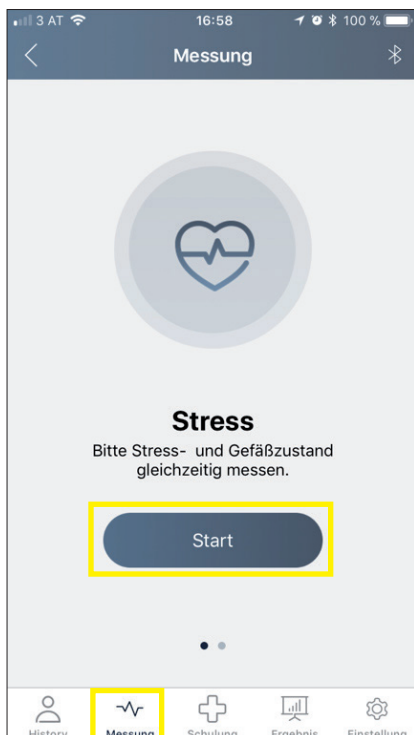 3 AT 16:58 100 %
Messung
Stress
Bitte Stress- und Gefäßzustand
gleichzeitig messen.
Start
History Messung Schulung Ergebnis Einstellung